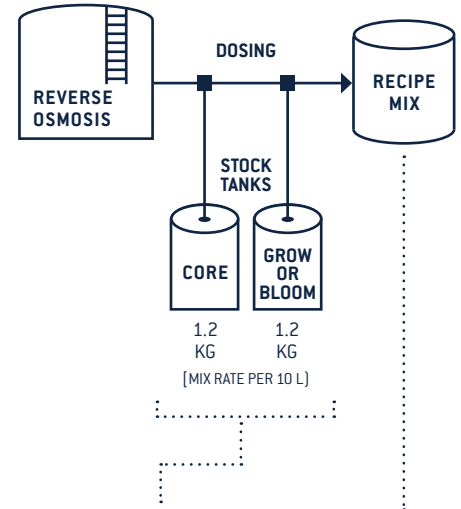 DOSING
REVERSE
OSMOSIS
RECIPE
MIX
STOCK
TANKS
CORE
GROW
OR
BLOOM
1.2
KG
1.2
KG
[MIX RATE PER 10 L]